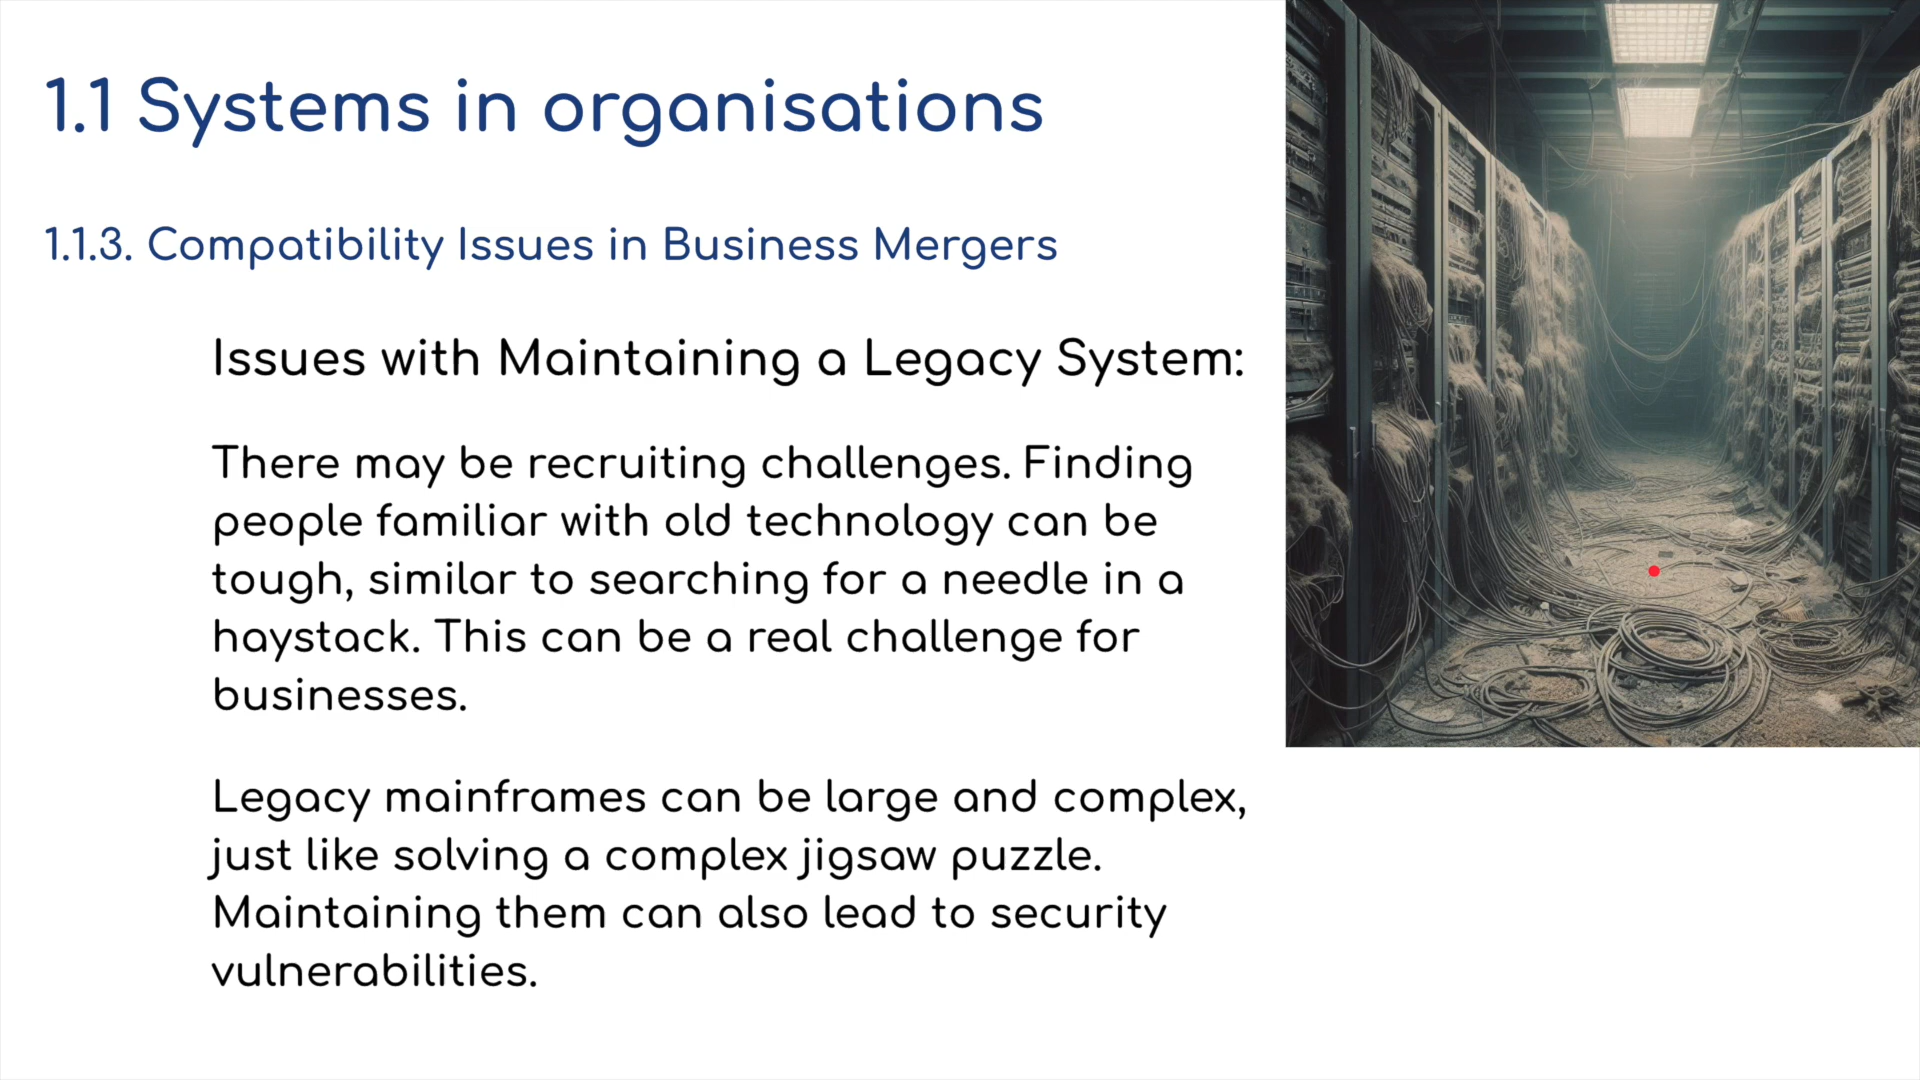 1.1 Systems in organisations
1.1.3. Compatibility Issues in Business Mergers
Issues with Maintaining a Legacy System:
There may be recruiting challenges. Finding
people familiar with old technology can be
tough, similar to searching for a needle in a
haystack. This can be a real challenge for
businesses.
Legacy mainframes can be large and complex,
just like solving a complex jigsaw puzzle.
Maintaining them can also lead to security
vulnerabilities.